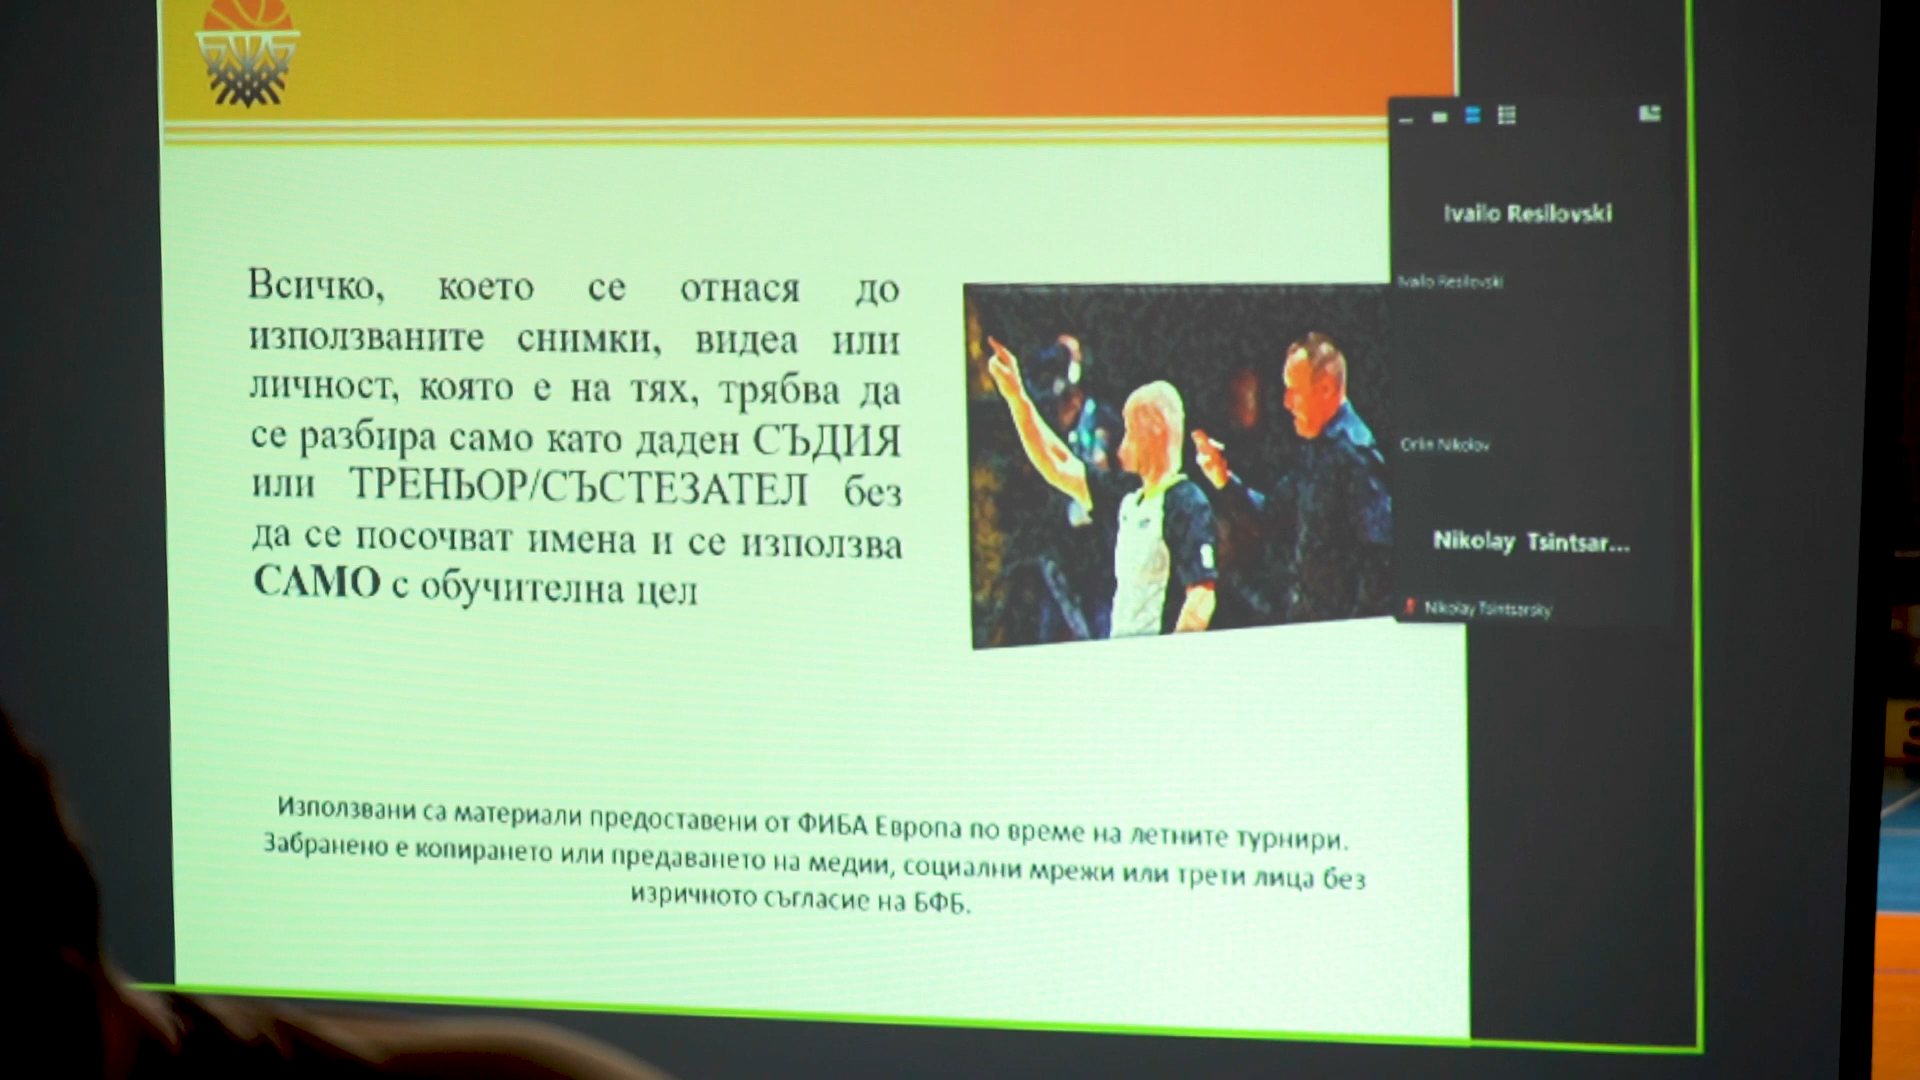 Всичко, което се отнася до
използваните снимки, видеа или
личност, която е на тях, трябва да
се разбира само като даден СЪДИЯ
или ТРЕНЬОР/СЪСТЕЗАТЕЛ без
да се посочват имена и се използва
САМО с обучителна цел
Използвани са материали предоставени от ФИБА Европа по време на летните турнири.
Забранено е копирането или предаването на медии, социални мрежи или трети лица без
изричното съгласие на БФБ.
Ivailo Resilovski
Ivailo Resilovski
Orlin Nikolov
Nikolay Tsintsar...
Nikolay Tsintsarsky